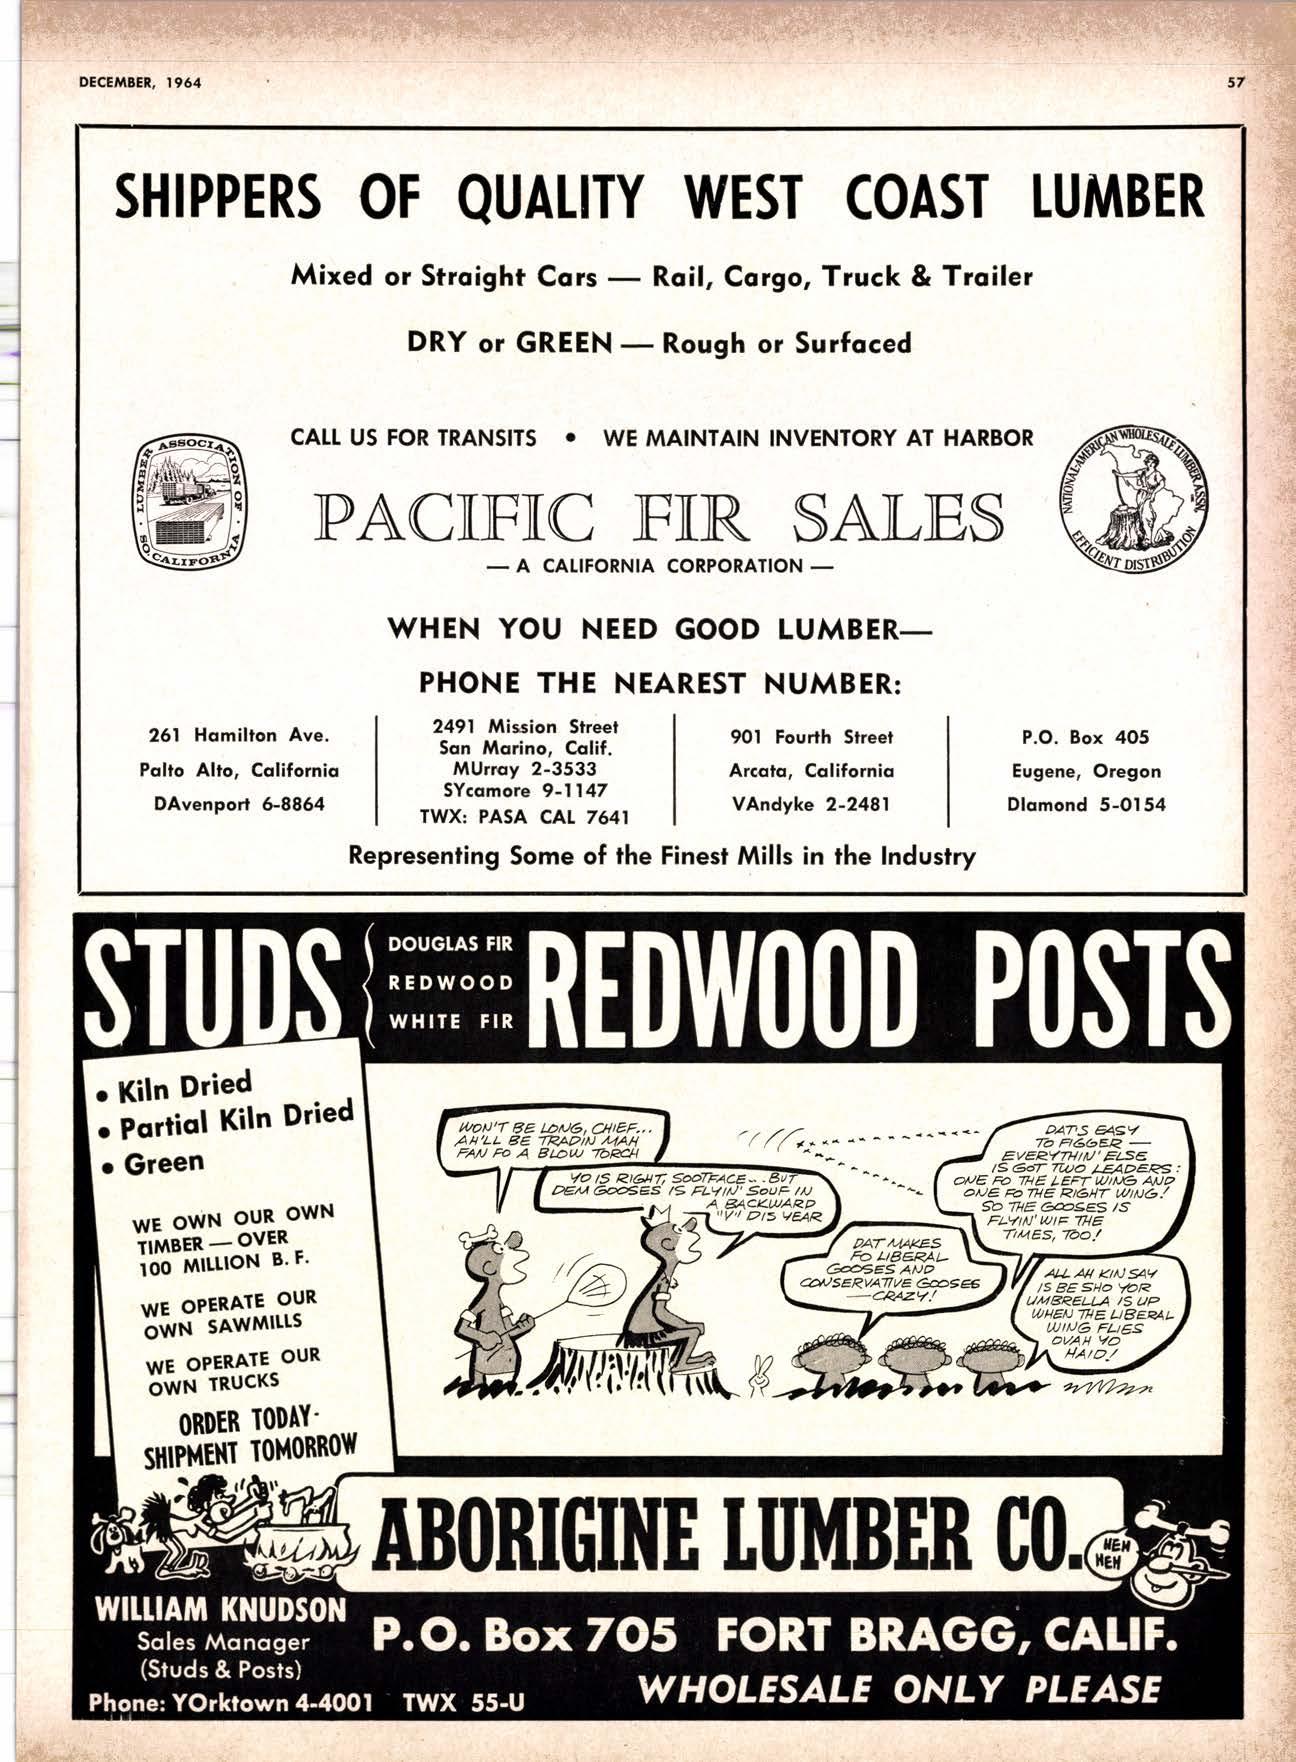 DECEMBER, 1964
57
SHIPPERS OF QUALITY WEST COAST LUMBER
Mixed or Straight Cars — Rail, Cargo, Truck & Trailer
DRY or GREEN — Rough or Surfaced
CALL US FOR TRANSITS • WE MAINTAIN INVENTORY AT HARBOR
LUMBER ASSOCIATION OF
SO. CALIFORNIA
PACIFIC FIR SALES
NATIONAL-AMERICAN WHOLESALE LUMBER ASSN.
EFFICIENT DISTRIBUTION
— A CALIFORNIA CORPORATION —
WHEN YOU NEED GOOD LUMBER—
PHONE THE NEAREST NUMBER:
261 Hamilton Ave.
Palto Alto, California
DAvenport 6-8864
2491 Mission Street
San Marino, Calif.
MUrray 2-3533
SYcamore 9-1147
TWX: PASA CAL 7641
901 Fourth Street
Arcata, California
VAndyke 2-2481
P.O. Box 405
Eugene, Oregon
DIamond 5-0154
Representing Some of the Finest Mills in the Industry
STUDS
DOUGLAS FIR
REDWOOD
WHITE FIR
REDWOOD POSTS
• Kiln Dried
• Partial Kiln Dried
• Green
WE OWN OUR OWN
TIMBER — OVER
100 MILLION B. F.
WE OPERATE OUR
OWN SAWMILLS
WE OPERATE OUR
OWN TRUCKS
ORDER TODAY-
SHIPMENT TOMORROW
WON'T BE LONG, CHIEF...
AH'LL BE TRADIN MAH
FAN FO A BLOW TORCH
YO IS RIGHT, SOOTFACE... BUT
DEM GOOSES IS FLYIN' SOUF IN
A BACKWARD
"V" DIS YEAR
DAT MAKES
FO LIBERAL
GOOSES AND
CONSERVATIVE GOOSES
—CRAZY!
DAT'S EASY
TO FIGGER —
EVERYTHIN' ELSE
IS GOT TWO LEADERS:
ONE FO THE LEFT WING AND
ONE FO THE RIGHT WING!
SO THE GOOSES IS
FLYIN' WIF THE
TIMES, TOO!
ALL AH KIN SAY
IS BE SHO YOR
UMBRELLA IS UP
WHEN THE LIBERAL
WING FLIES
OVAH YO
HAID!
ABORIGINE LUMBER CO.
HEH
HEH
WILLIAM KNUDSON
Sales Manager
(Studs & Posts)
Phone: YOrktown 4-4001 TWX 55-U
P.O. Box 705 FORT BRAGG, CALIF.
WHOLESALE ONLY PLEASE